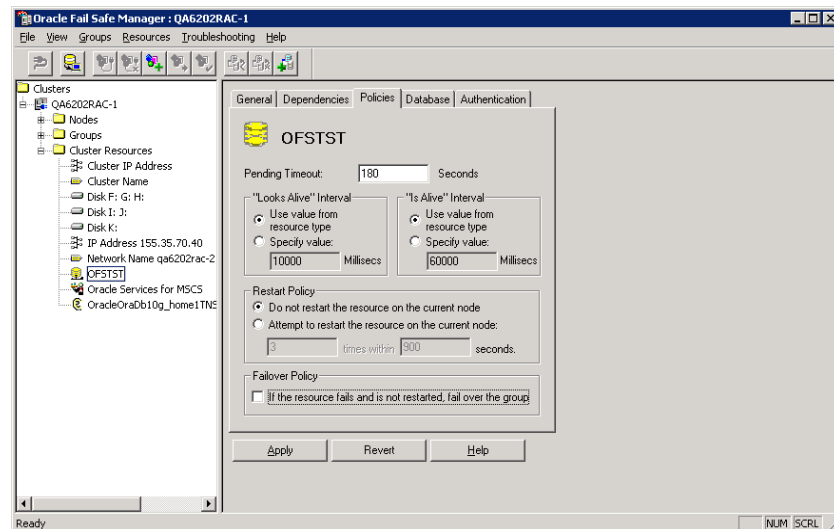 Oracle Fail Safe Manager : QA6202RAC-1
File View Groups Resources Troubleshooting Help
Clusters
QA6202RAC-1
Nodes
Groups
Cluster Resources
Cluster IP Address
Cluster Name
Disk F: G: H:
Disk I: J:
Disk K:
IP Address 155.35.70.40
Network Name qa6202rac-2
OFSTST
Oracle Services for MSCS
OracleOraDb10g_home1TNS
General Dependencies Policies Database Authentication
OFSTST
Pending Timeout: 180 Seconds
"Looks Alive" Interval
Use value from
resource type
Specify value:
10000 Millisecs
"Is Alive" Interval
Use value from
resource type
Specify value:
60000 Millisecs
Restart Policy
Do not restart the resource on the current node
Attempt to restart the resource on the current node:
3 times within 900 seconds.
Failover Policy
If the resource fails and is not restarted, fail over the group
Apply Revert Help
Ready NUM SCRL